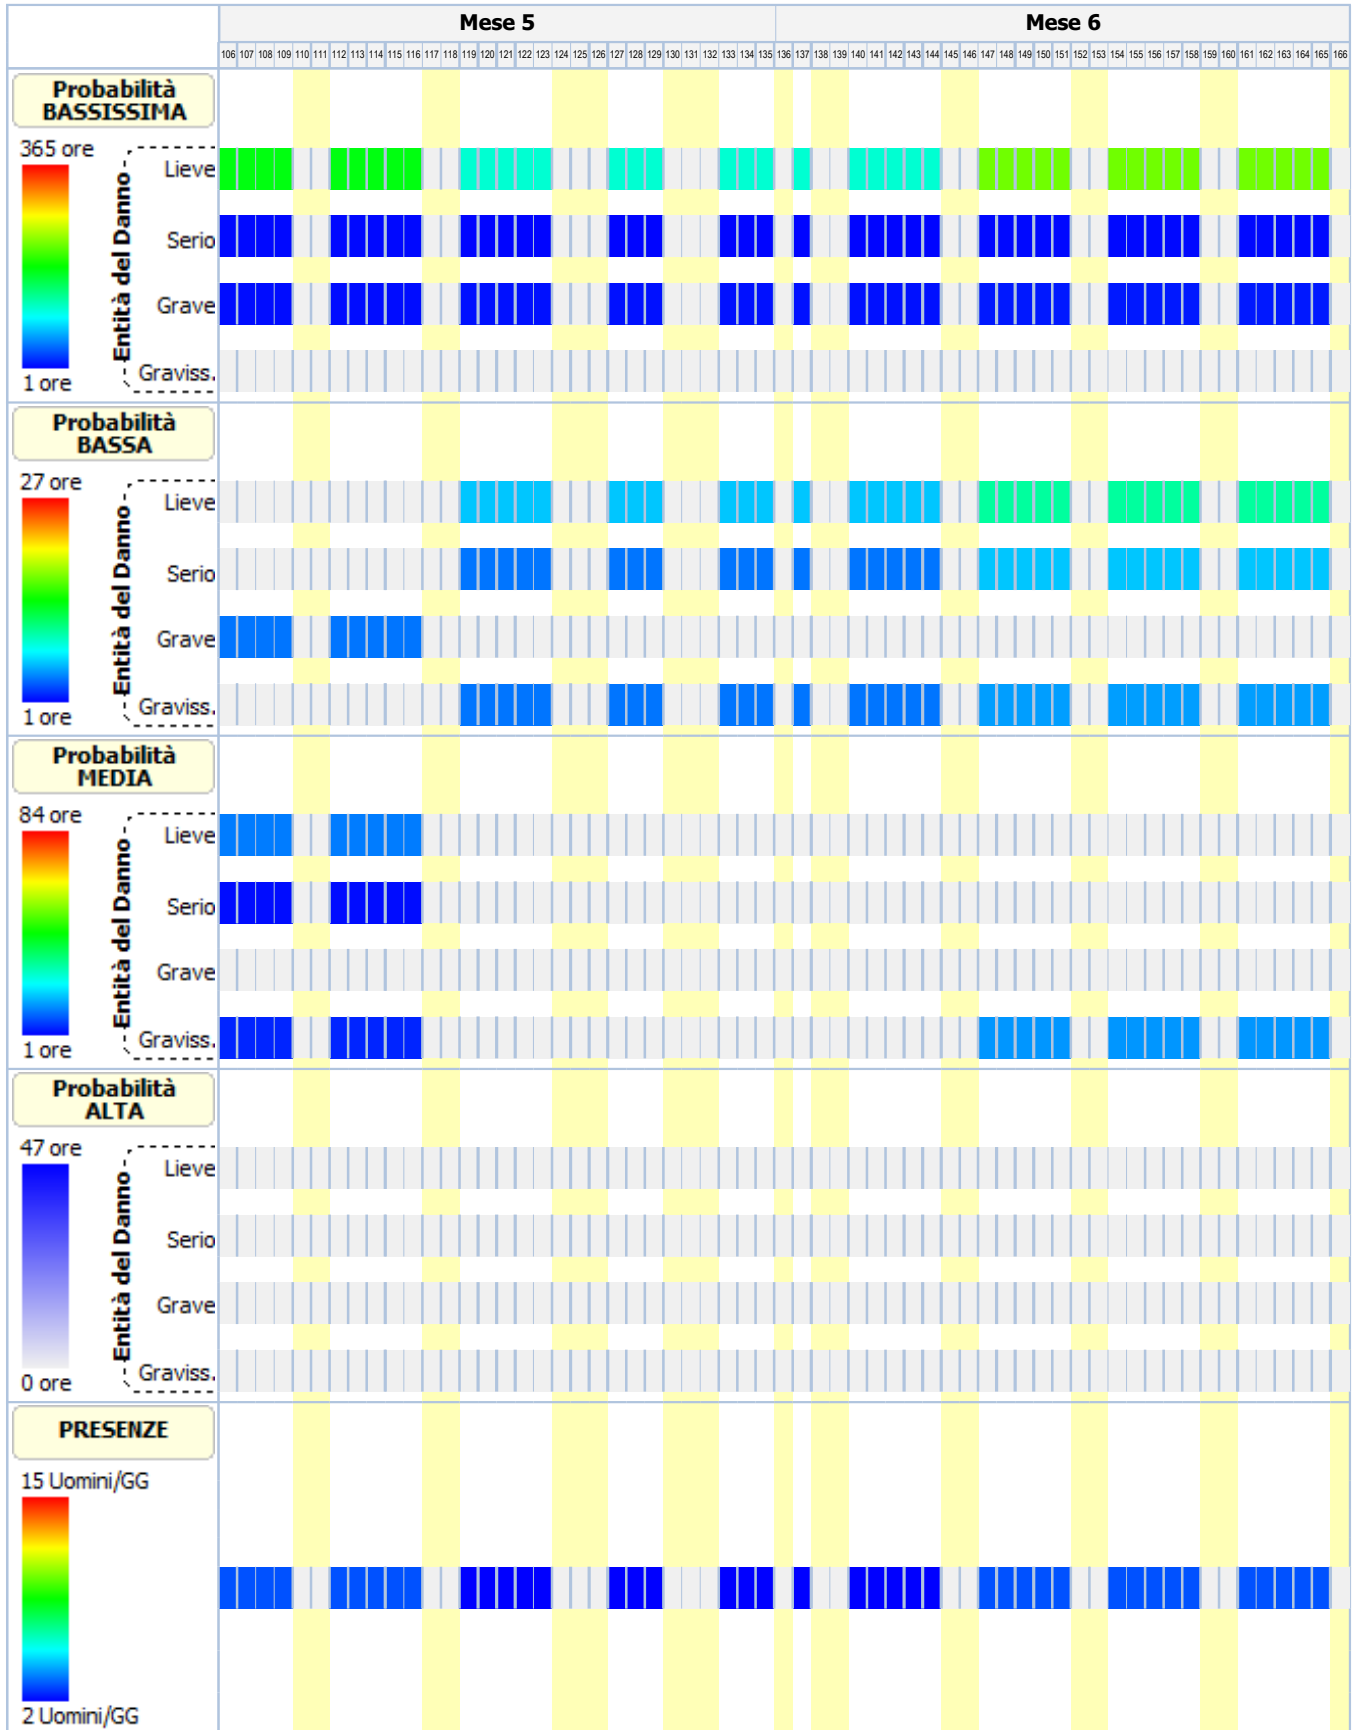 Mese 5 Mese 6
106 107 108 109 110 111 112 113 114 115 116 117 118 119 120 121 122 123 124 125 126 127 128 129 130 131 132 133 134 135 136 137 138 139 140 141 142 143 144 145 146 147 148 149 150 151 152 153 154 155 156 157 158 159 160 161 162 163 164 165 166
Probabilità
BASSISSIMA
365 ore
1 ore
Entità del Danno
Lieve
Serio
Grave
Graviss.
Probabilità
BASSA
27 ore
1 ore
Entità del Danno
Lieve
Serio
Grave
Graviss.
Probabilità
MEDIA
84 ore
1 ore
Entità del Danno
Lieve
Serio
Grave
Graviss.
Probabilità
ALTA
47 ore
0 ore
Entità del Danno
Lieve
Serio
Grave
Graviss.
PRESENZE
15 Uomini/GG
2 Uomini/GG